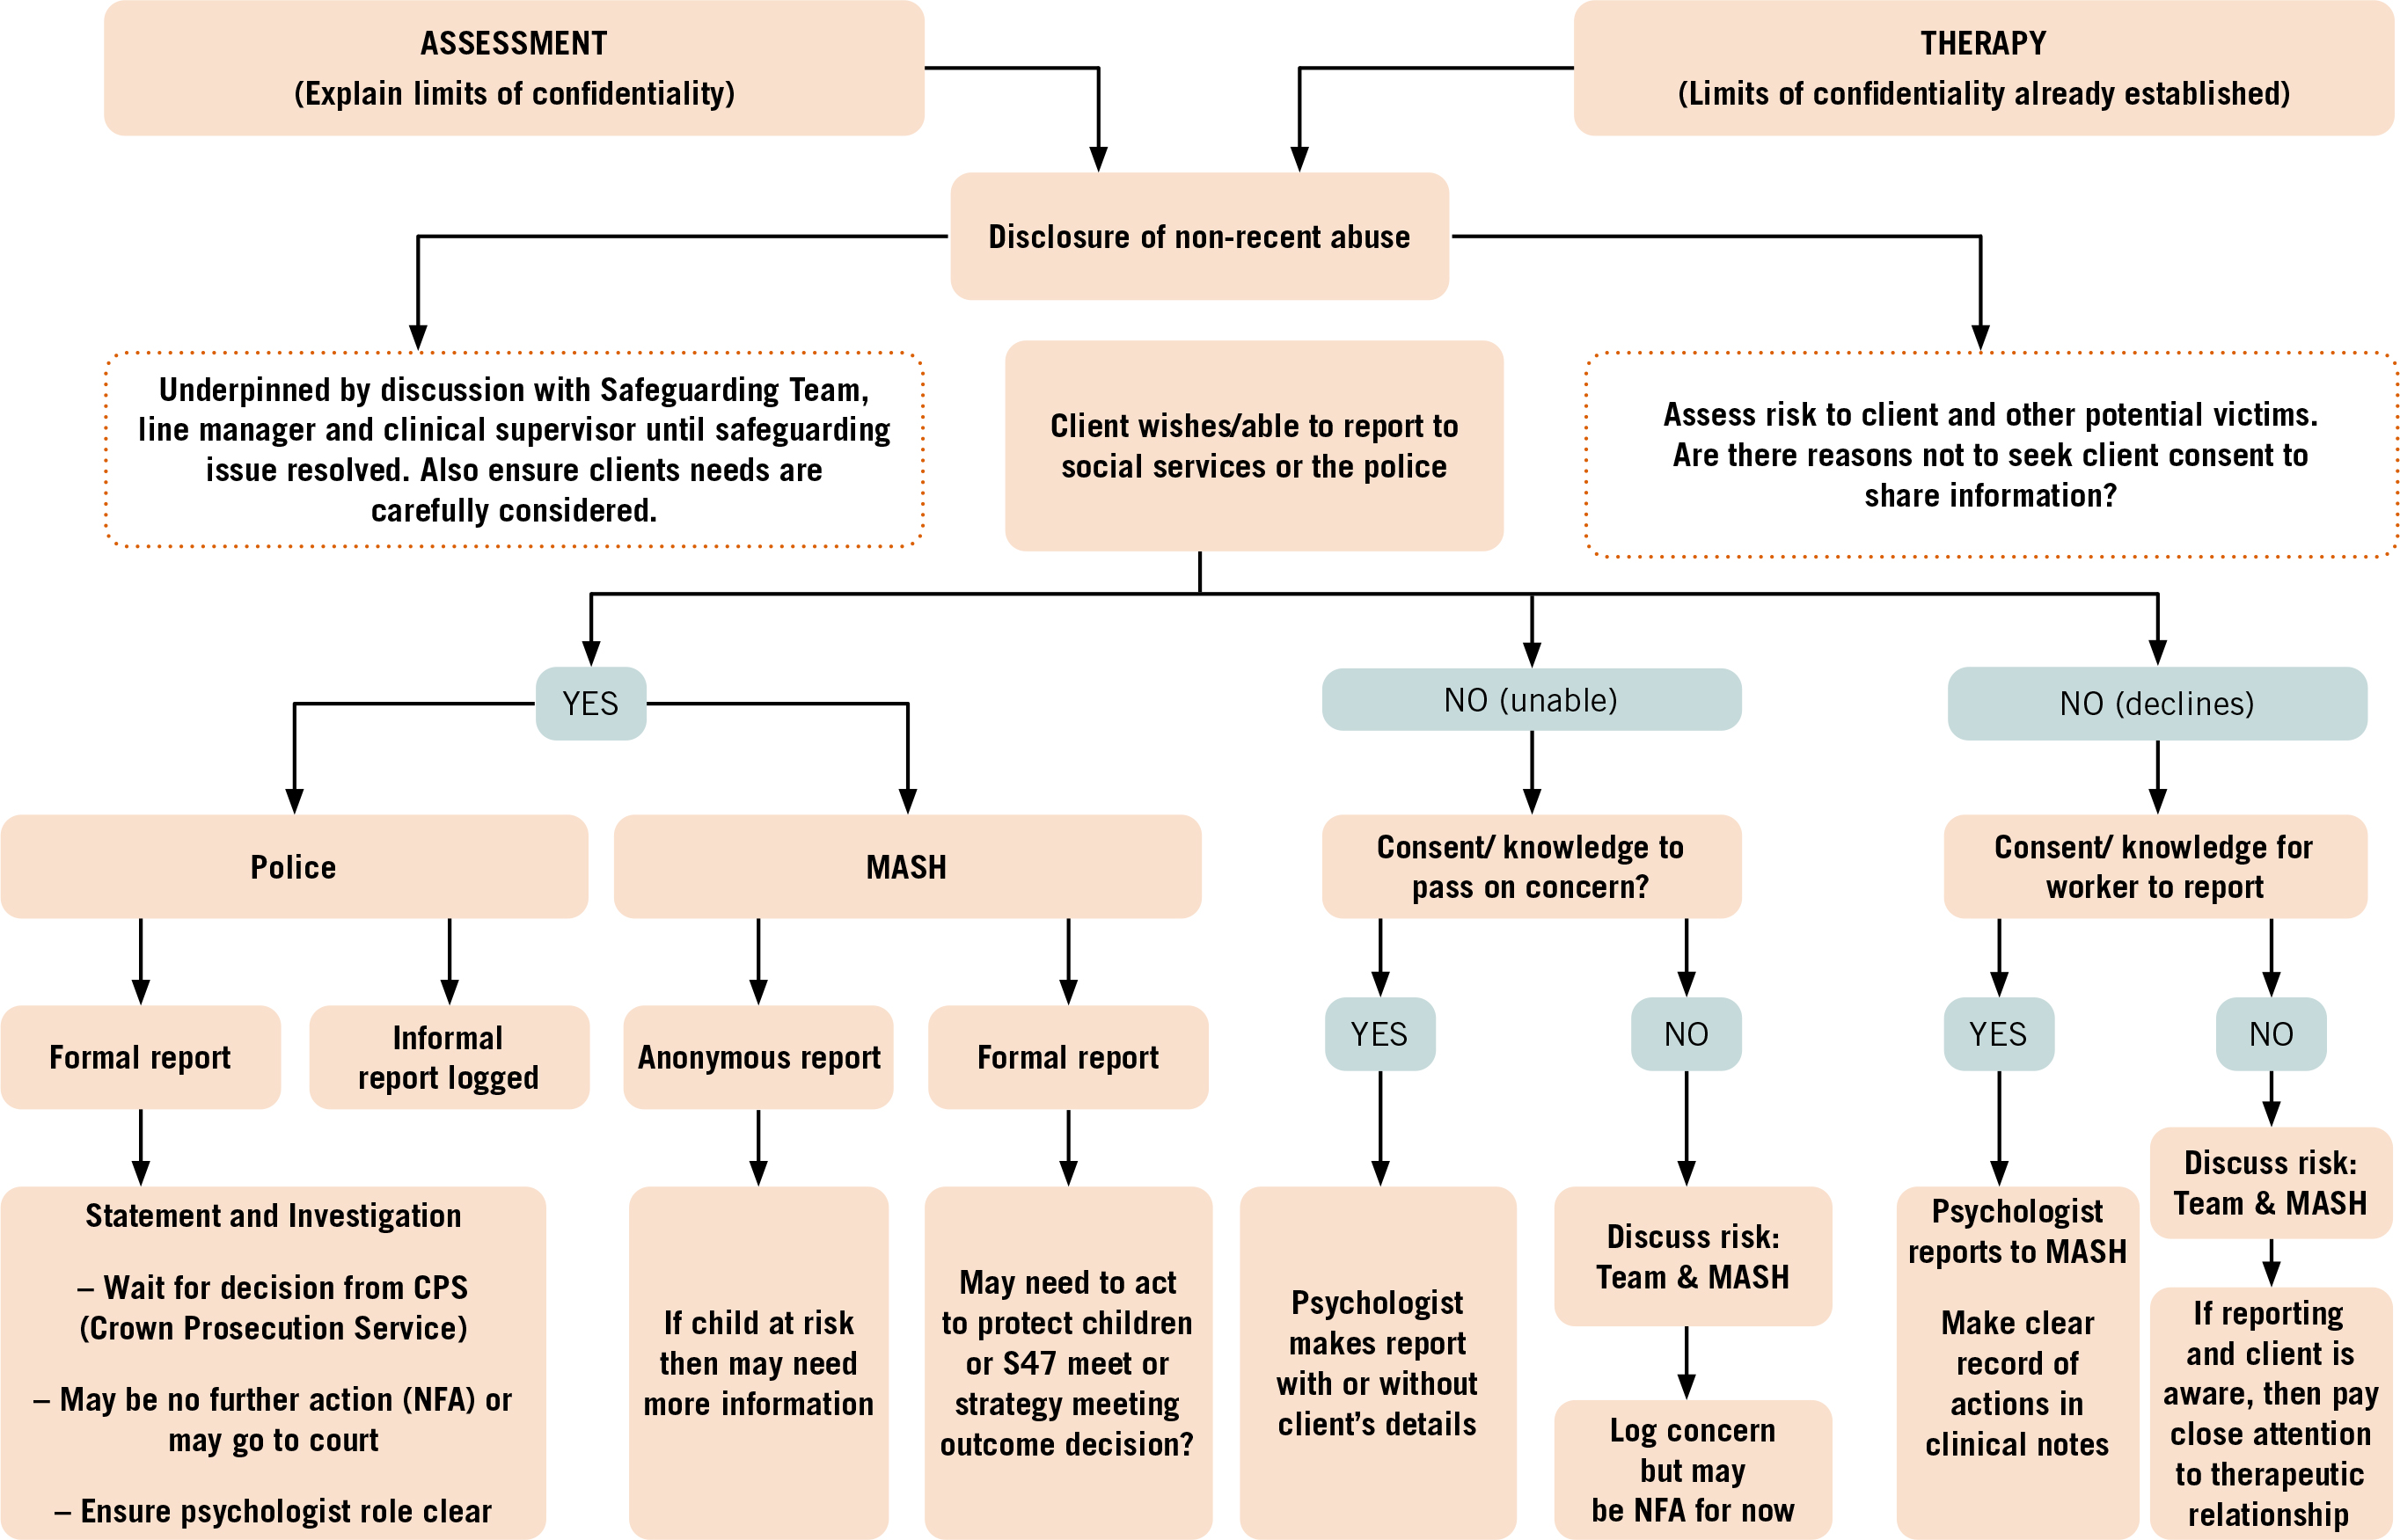 ASSESSMENT
(Explain limits of confidentiality)
THERAPY
(Limits of confidentiality already established)
Disclosure of non-recent abuse
Underpinned by discussion with Safeguarding Team,
line manager and clinical supervisor until safeguarding
issue resolved. Also ensure clients needs are
carefully considered.
Client wishes/able to report to
social services or the police
Assess risk to client and other potential victims.
Are there reasons not to seek client consent to
share information?
YES
NO (unable)
NO (declines)
Police
MASH
Consent/ knowledge to
pass on concern?
Consent/ knowledge for
worker to report
Formal report
Informal
report logged
Anonymous report
Formal report
YES
NO
YES
NO
Statement and Investigation
– Wait for decision from CPS
(Crown Prosecution Service)
– May be no further action (NFA) or
may go to court
– Ensure psychologist role clear
If child at risk
then may need
more information
May need to act
to protect children
or S47 meet or
strategy meeting
outcome decision?
Psychologist
makes report
with or without
client’s details
Discuss risk:
Team & MASH
Log concern
but may
be NFA for now
Psychologist
reports to MASH
Make clear
record of
actions in
clinical notes
Discuss risk:
Team & MASH
If reporting
and client is
aware, then pay
close attention
to therapeutic
relationship